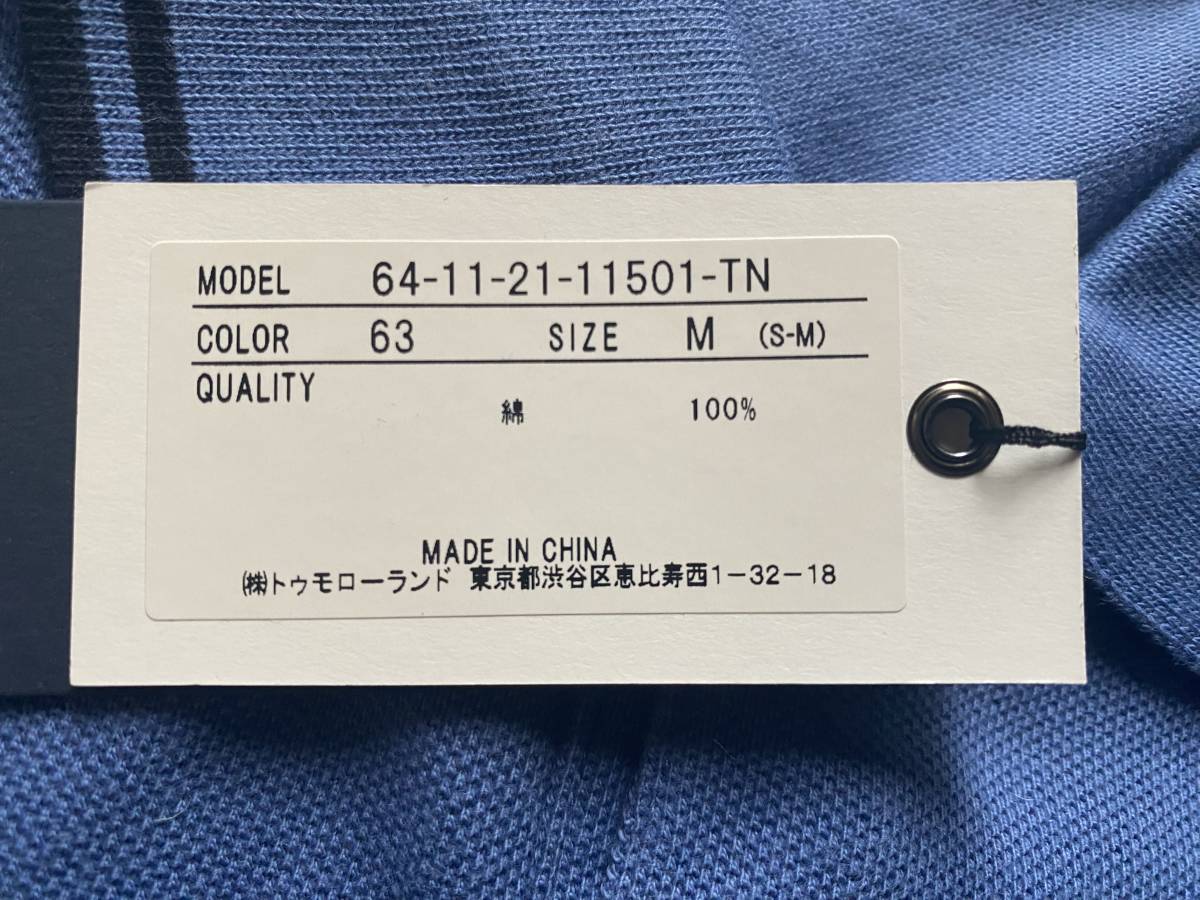 MODEL 64-11-21-11501-TN
COLOR 63 SIZE M (S-M)
QUALITY
綿 100%
MADE IN CHINA
㈱トゥモローランド 東京都渋谷区恵比寿西1-32-18